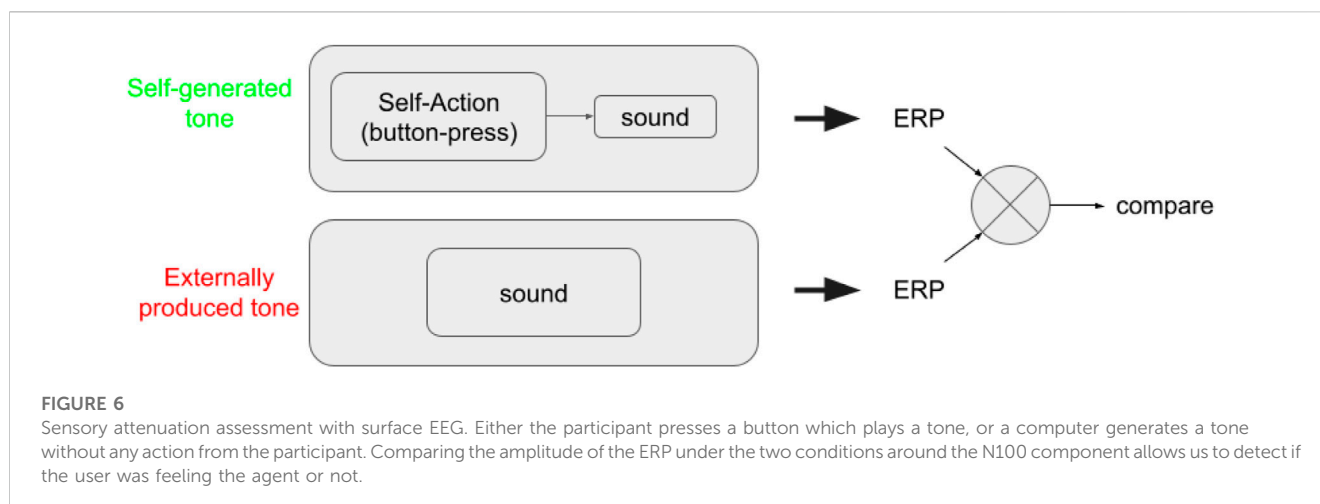 Self-generated
tone
Self-Action
(button-press)
sound
ERP
compare
Externally
produced tone
sound
ERP
FIGURE 6
Sensory attenuation assessment with surface EEG. Either the participant presses a button which plays a tone, or a computer generates a tone
without any action from the participant. Comparing the amplitude of the ERP under the two conditions around the N100 component allows us to detect if
the user was feeling the agent or not.